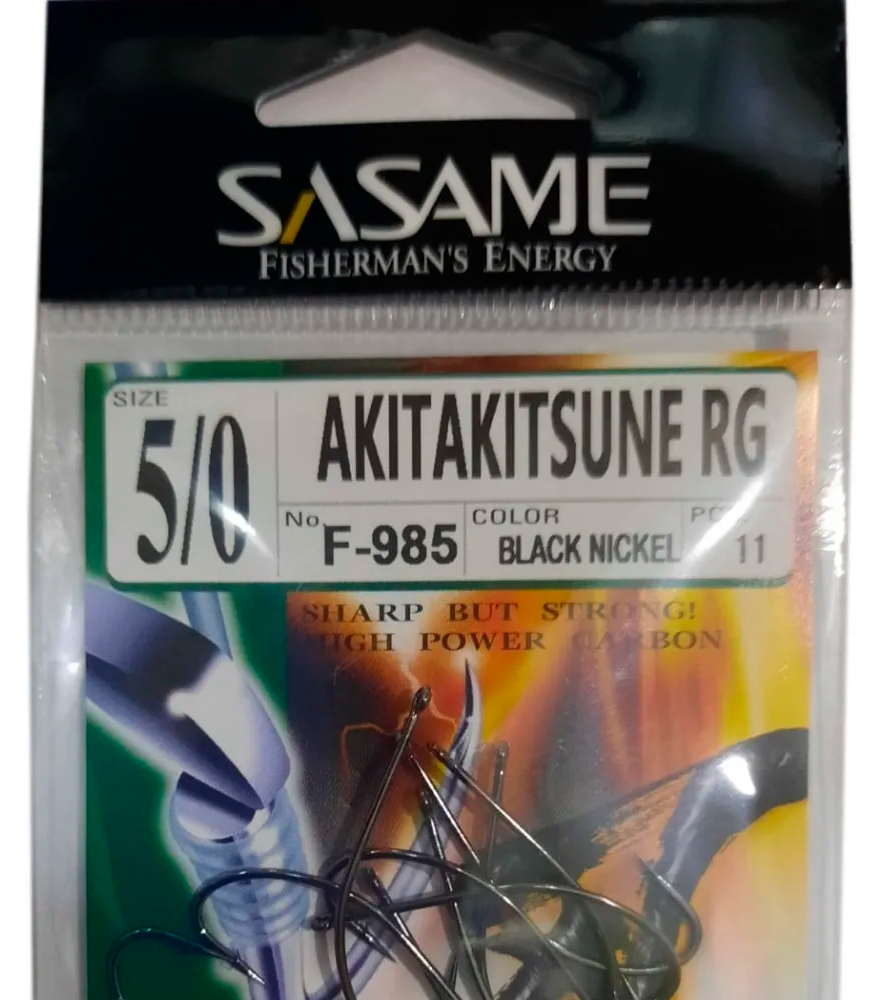 SASAME
FISHERMAN'S ENERGY
SIZE
5/0
AKITAKITSUNE RG
No.
F-985
COLOR
BLACK NICKEL
11
SHARP BUT STRONG!
HIGH POWER CARBON